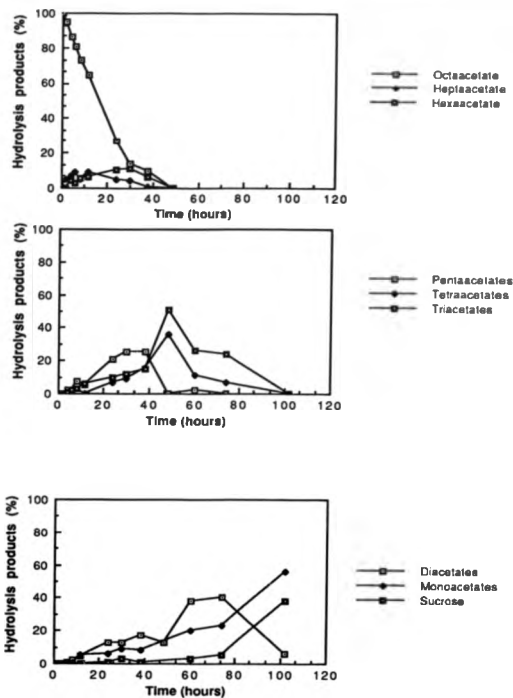 Hydrolysis products (%)
100
80
60
40
20
0
0 20 40 60 80 100 120
Time (hours)
Octaacetate
Heptaacetate
Hexaacetate
Hydrolysis products (%)
100
80
60
40
20
0
0 20 40 60 80 100 120
Time (hours)
Pentaacetates
Tetraacetates
Triacetates
Hydrolysis products (%)
100
80
60
40
20
0
0 20 40 60 80 100 120
Time (hours)
Diacetates
Monoacetates
Sucrose